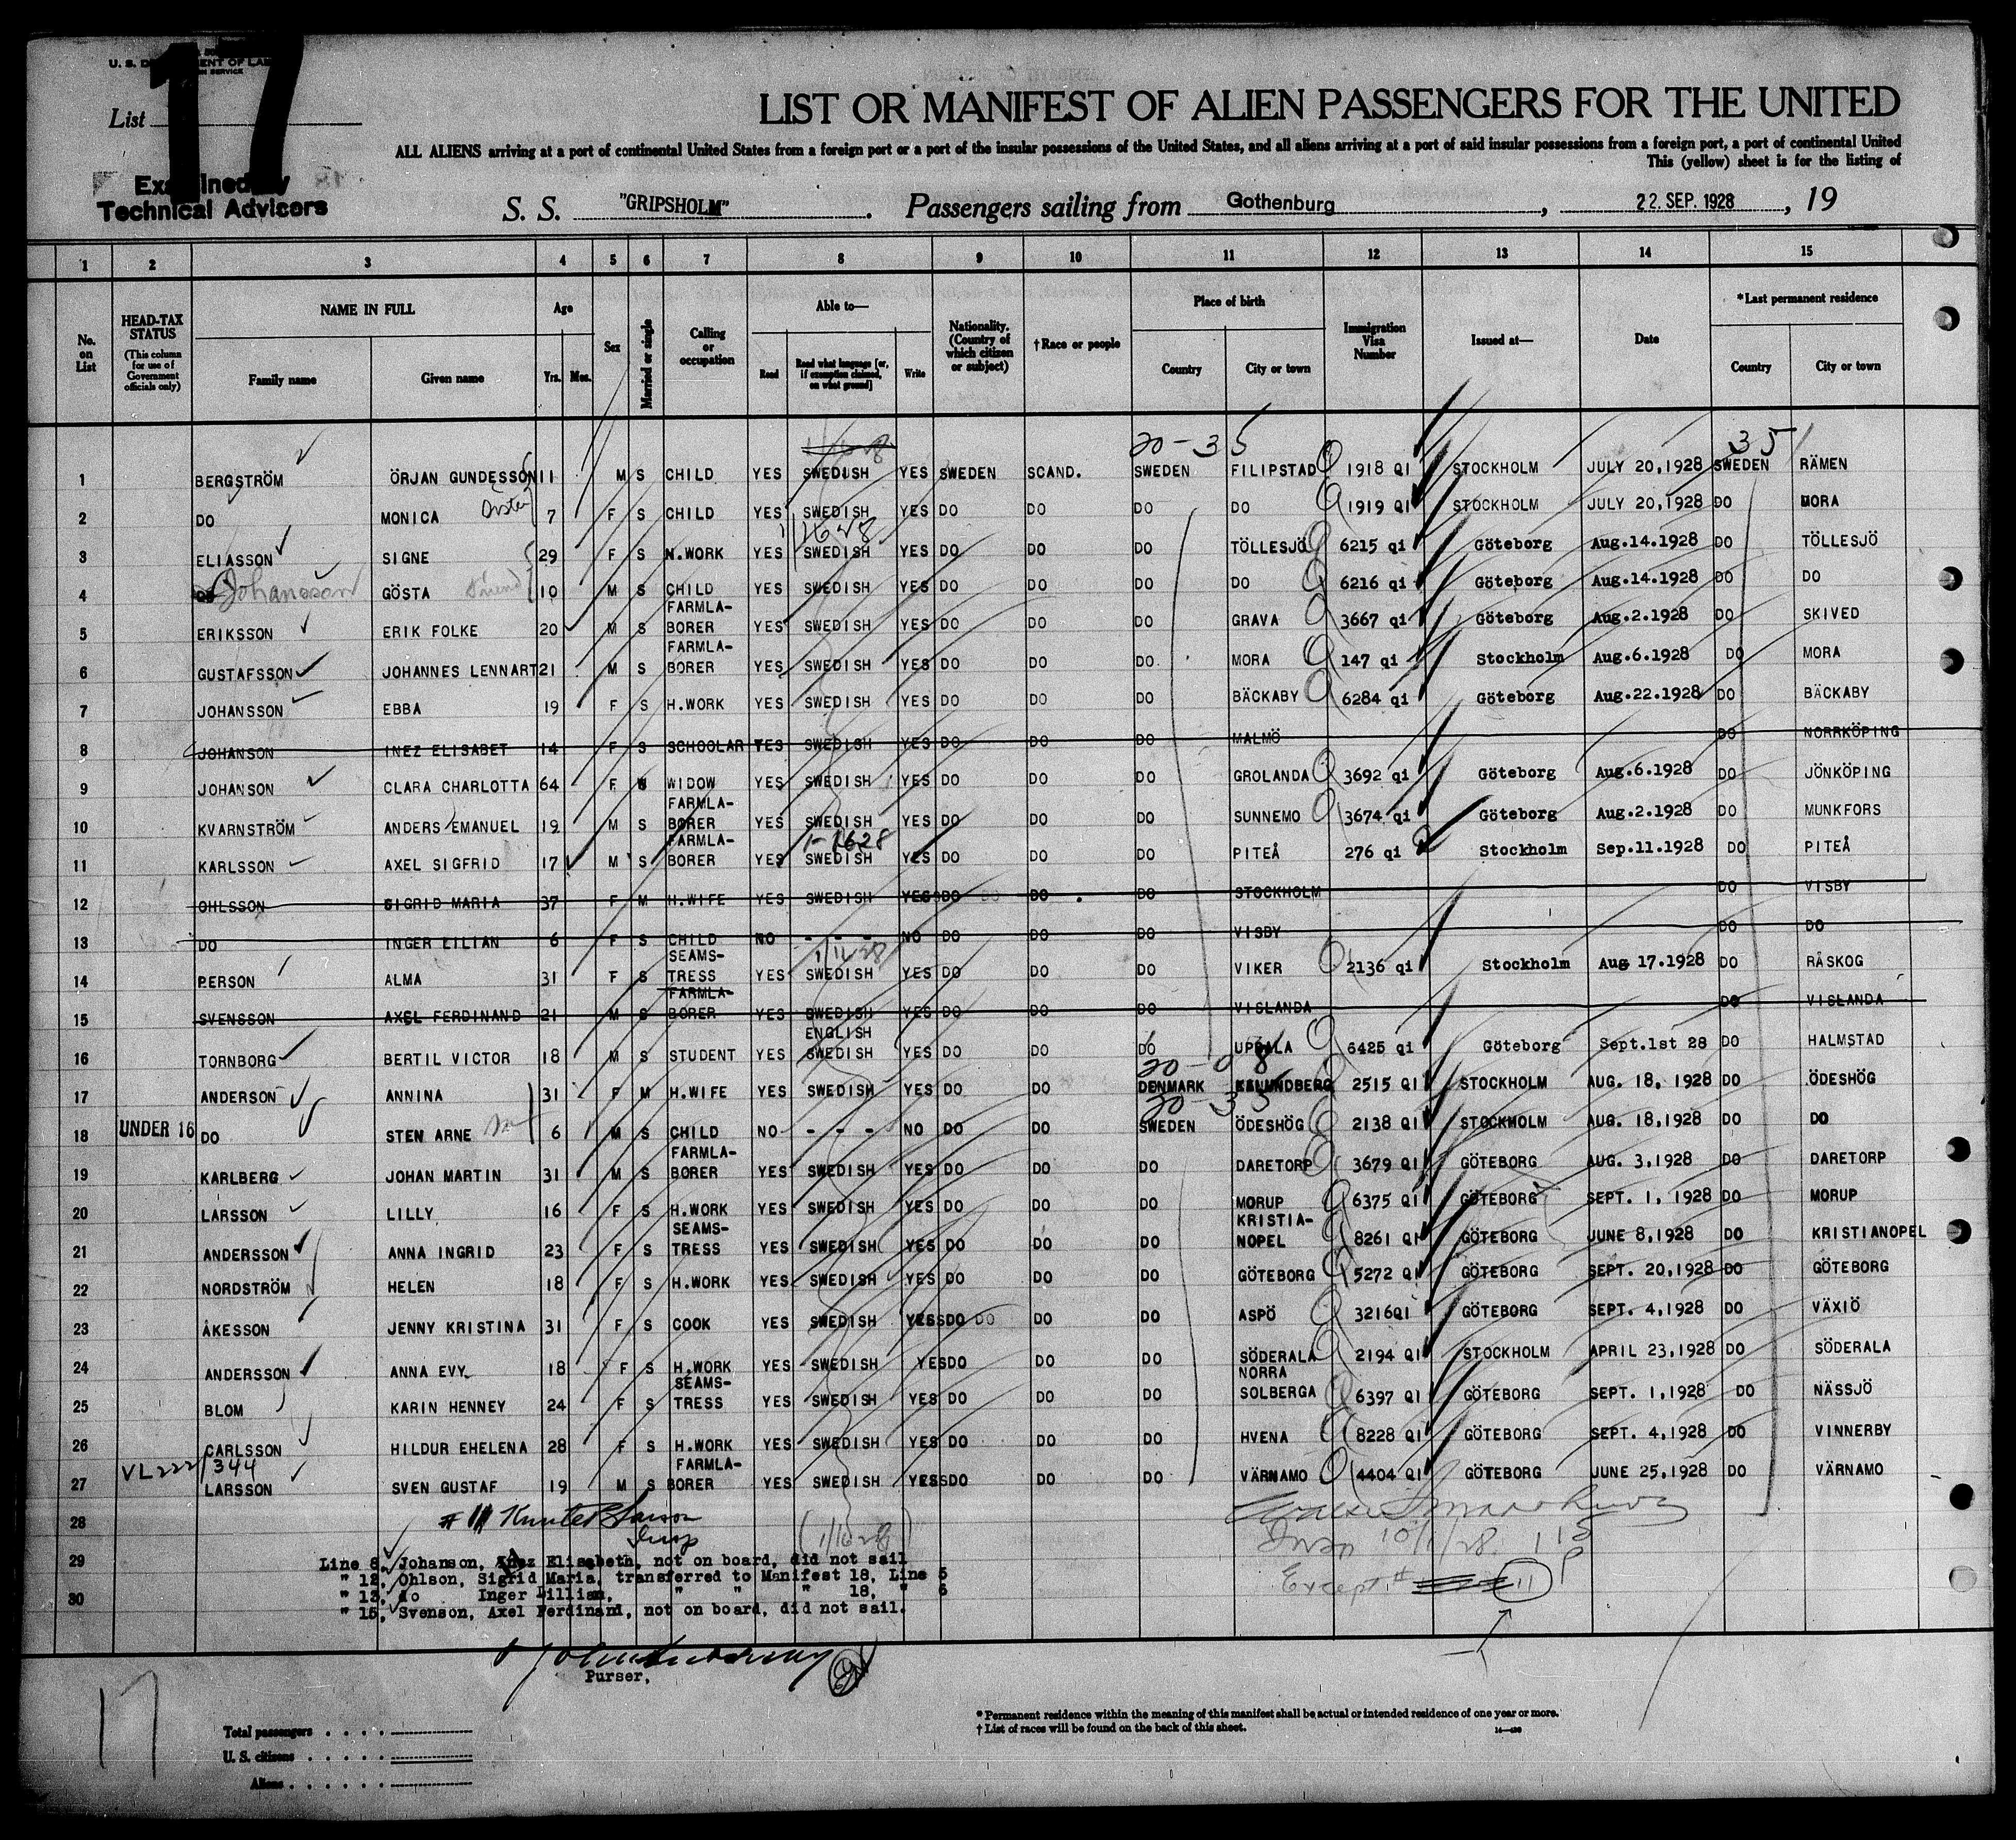 U. S. D ENT OF LA
N SERVICE
17
List
Examined by
Technical Advisors
LIST OR MANIFEST OF ALIEN PASSENGERS FOR THE UNITED
ALL ALIENS arriving at a port of continental United States from a foreign port or a port of the insular possessions of the United States, and all aliens arriving at a port of said insular possessions from a foreign port, a port of continental United
This (yellow) sheet is for the listing of
S. S. "GRIPSHOLM". Passengers sailing from Gothenburg, 22. SEP. 1928, 19
1 2 3 4 5 6 7 8 9 10 11 12 13 14 15
No. on List HEAD-TAX STATUS (This column for use of Government officials only) NAME IN FULL Family name Given name Age Yrs. Mos. Sex Married or single Calling or occupation Able to— Read Read what language [or, if exemption claimed, on what ground] Write Nationality. (Country of which citizen or subject) †Race or people Place of birth Country City or town Immigration Visa Number Issued at— Date *Last permanent residence Country City or town
20-35 35
1 BERGSTRÖM ÖRJAN GUNDESSON 11 M S CHILD YES SWEDISH YES SWEDEN SCAND. SWEDEN FILIPSTAD 1918 QI STOCKHOLM JULY 20,1928 SWEDEN RÄMEN
2 DO MONICA 7 F S CHILD YES SWEDISH YES DO DO DO DO 1919 QI STOCKHOLM JULY 20,1928 DO MORA
3 ELIASSON SIGNE 29 F S N.WORK YES SWEDISH YES DO DO DO TÖLLESJÖ 6215 qi Göteborg Aug.14.1928 DO TÖLLESJÖ
4 DO Johansson GÖSTA friend 10 M S CHILD YES SWEDISH YES DO DO DO DO 6216 qi Göteborg Aug.14.1928 DO DO
5 ERIKSSON ERIK FOLKE 20 M S FARMLA-BORER YES SWEDISH YES DO DO DO GRAVA 3667 qi Göteborg Aug.2.1928 DO SKIVED
6 GUSTAFSSON JOHANNES LENNART 21 M S FARMLA-BORER YES SWEDISH YES DO DO DO MORA 147 qi Stockholm Aug.6.1928 DO MORA
7 JOHANSSON EBBA 19 F S H.WORK YES SWEDISH YES DO DO DO BÄCKABY 6284 qi Göteborg Aug.22.1928 DO BÄCKABY
8 JOHANSON INEZ ELISABET 14 F S SCHOOLAR YES SWEDISH YES DO DO DO MALMÖ DO NORRKÖPING
9 JOHANSON CLARA CHARLOTTA 64 F W WIDOW YES SWEDISH YES DO DO DO GROLANDA 3692 qi Göteborg Aug.6.1928 DO JÖNKÖPING
10 KVARNSTRÖM ANDERS EMANUEL 19 M S FARMLA-BORER YES SWEDISH YES DO DO DO SUNNEMO 3674 qi Göteborg Aug.2.1928 DO MUNKFORS
11 KARLSSON AXEL SIGFRID 17 M S FARMLA-BORER YES SWEDISH YES DO DO DO PITEÅ 276 qi Stockholm Sep.11.1928 DO PITEÅ
12 OHLSSON SIGRID MARIA 37 F M H.WIFE YES SWEDISH YES DO DO DO STOCKHOLM DO VISBY
13 DO INGER LILIAN 6 F S CHILD NO - - - NO DO DO DO VISBY DO DO
14 PERSON ALMA 31 F S SEAMS-TRESS YES SWEDISH YES DO DO DO VIKER 2136 qi Stockholm Aug 17.1928 DO RÅSKOG
15 SVENSSON AXEL FERDINAND 21 M S FARMLA-BORER YES SWEDISH YES DO DO DO VISLANDA DO VISLANDA
16 TORNBORG BERTIL VICTOR 18 M S STUDENT YES ENGLISH SWEDISH YES DO DO DO UPSALA 6425 qi Göteborg Sept.1st 28 DO HALMSTAD
17 ANDERSON ANNINA 31 F M H.WIFE YES SWEDISH YES DO DO DENMARK KALUNDBERG 2515 QI STOCKHOLM AUG. 18, 1928 DO ÖDESHÖG
20-35
18 UNDER 16 DO STEN ARNE 6 M S CHILD NO - - - NO DO DO SWEDEN ÖDESHÖG 2138 QI STOCKHOLM AUG. 18,1928 DO DO
19 KARLBERG JOHAN MARTIN 31 M S FARMLA-BORER YES SWEDISH YES DO DO DO DARETORP 3679 QI GÖTEBORG AUG. 3,1928 DO DARETORP
20 LARSSON LILLY 16 F S H.WORK YES SWEDISH YES DO DO DO MORUP 6375 QI GÖTEBORG SEPT. 1, 1928 DO MORUP
21 ANDERSSON ANNA INGRID 23 F S SEAMS-TRESS YES SWEDISH YES DO DO DO KRISTIA-NOPEL 8261 QI GÖTEBORG JUNE 8,1928 DO KRISTIANOPEL
22 NORDSTRÖM HELEN 18 F S H.WORK YES SWEDISH YES DO DO DO GÖTEBORG 5272 QI GÖTEBORG SEPT. 20,1928 DO GÖTEBORG
23 ÅKESSON JENNY KRISTINA 31 F S COOK YES SWEDISH YES DO DO DO ASPÖ 3216QI GÖTEBORG SEPT. 4,1928 DO VÄXIÖ
24 ANDERSSON ANNA EVY 18 F S H.WORK YES SWEDISH YES DO DO DO SÖDERALA 2194 QI STOCKHOLM APRIL 23,1928 DO SÖDERALA
25 BLOM KARIN HENNEY 24 F S SEAMS-TRESS YES SWEDISH YES DO DO DO NORRA SOLBERGA 6397 QI GÖTEBORG SEPT. 1,1928 DO NÄSSJÖ
26 CARLSSON HILDUR EHELENA 28 F S H.WORK YES SWEDISH YES DO DO DO HVENA 8228 QI GÖTEBORG SEPT. 4,1928 DO VINNERBY
VL222/344
27 LARSSON SVEN GUSTAF 19 M S FARMLA-BORER YES SWEDISH YES DO DO DO VÄRNAMO 4404 QI GÖTEBORG JUNE 25,1928 DO VÄRNAMO
28
29 Line 8, Johanson, Inez Elisabeth, not on board, did not sail
" 12, Ohlson, Sigrid Maria, transferred to Manifest 18, Line 5
30 " 13, do Inger Lillian, " " " 18, " 6
" 15, Svenson, Axel Ferdinand, not on board, did not sail.
10/1/28
Except # 11
Purser,
17
Total passengers
U. S. citizens
Aliens
* Permanent residence within the meaning of this manifest shall be actual or intended residence of one year or more.
† List of races will be found on the back of this sheet.